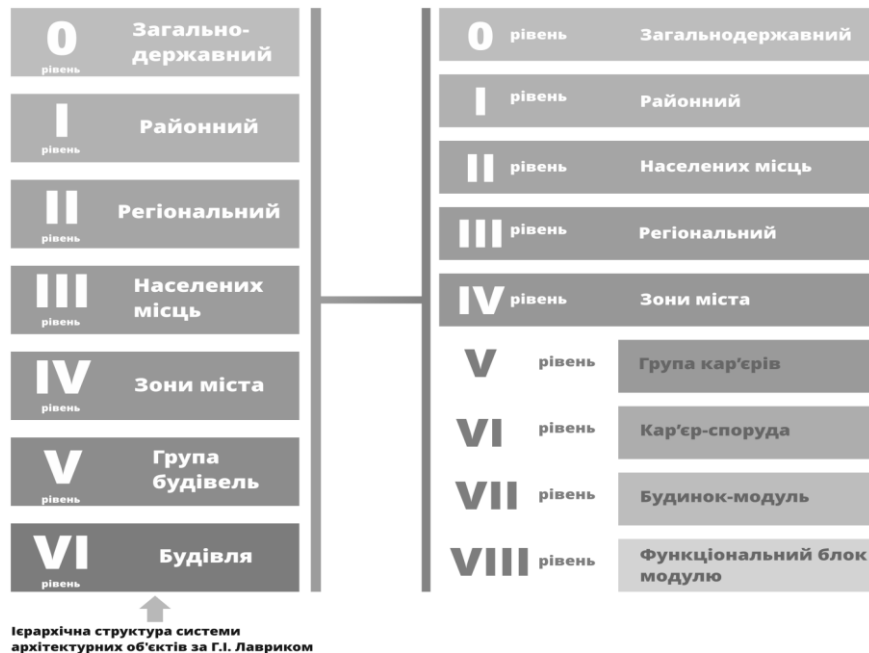 0
рівень
Загально-
державний
I
рівень
Районний
II
рівень
Регіональний
III
рівень
Населених
місць
IV
рівень
Зони міста
V
рівень
Група
будівель
VI
рівень
Будівля
Ієрархічна структура системи
архітектурних об'єктів за Г.І. Лавриком
0 рівень Загальнодержавний
I рівень Районний
II рівень Населених місць
III рівень Регіональний
IV рівень Зони міста
V рівень Група кар’єрів
VI рівень Кар’єр-споруда
VII рівень Будинок-модуль
VIII рівень Функціональний блок
модулю